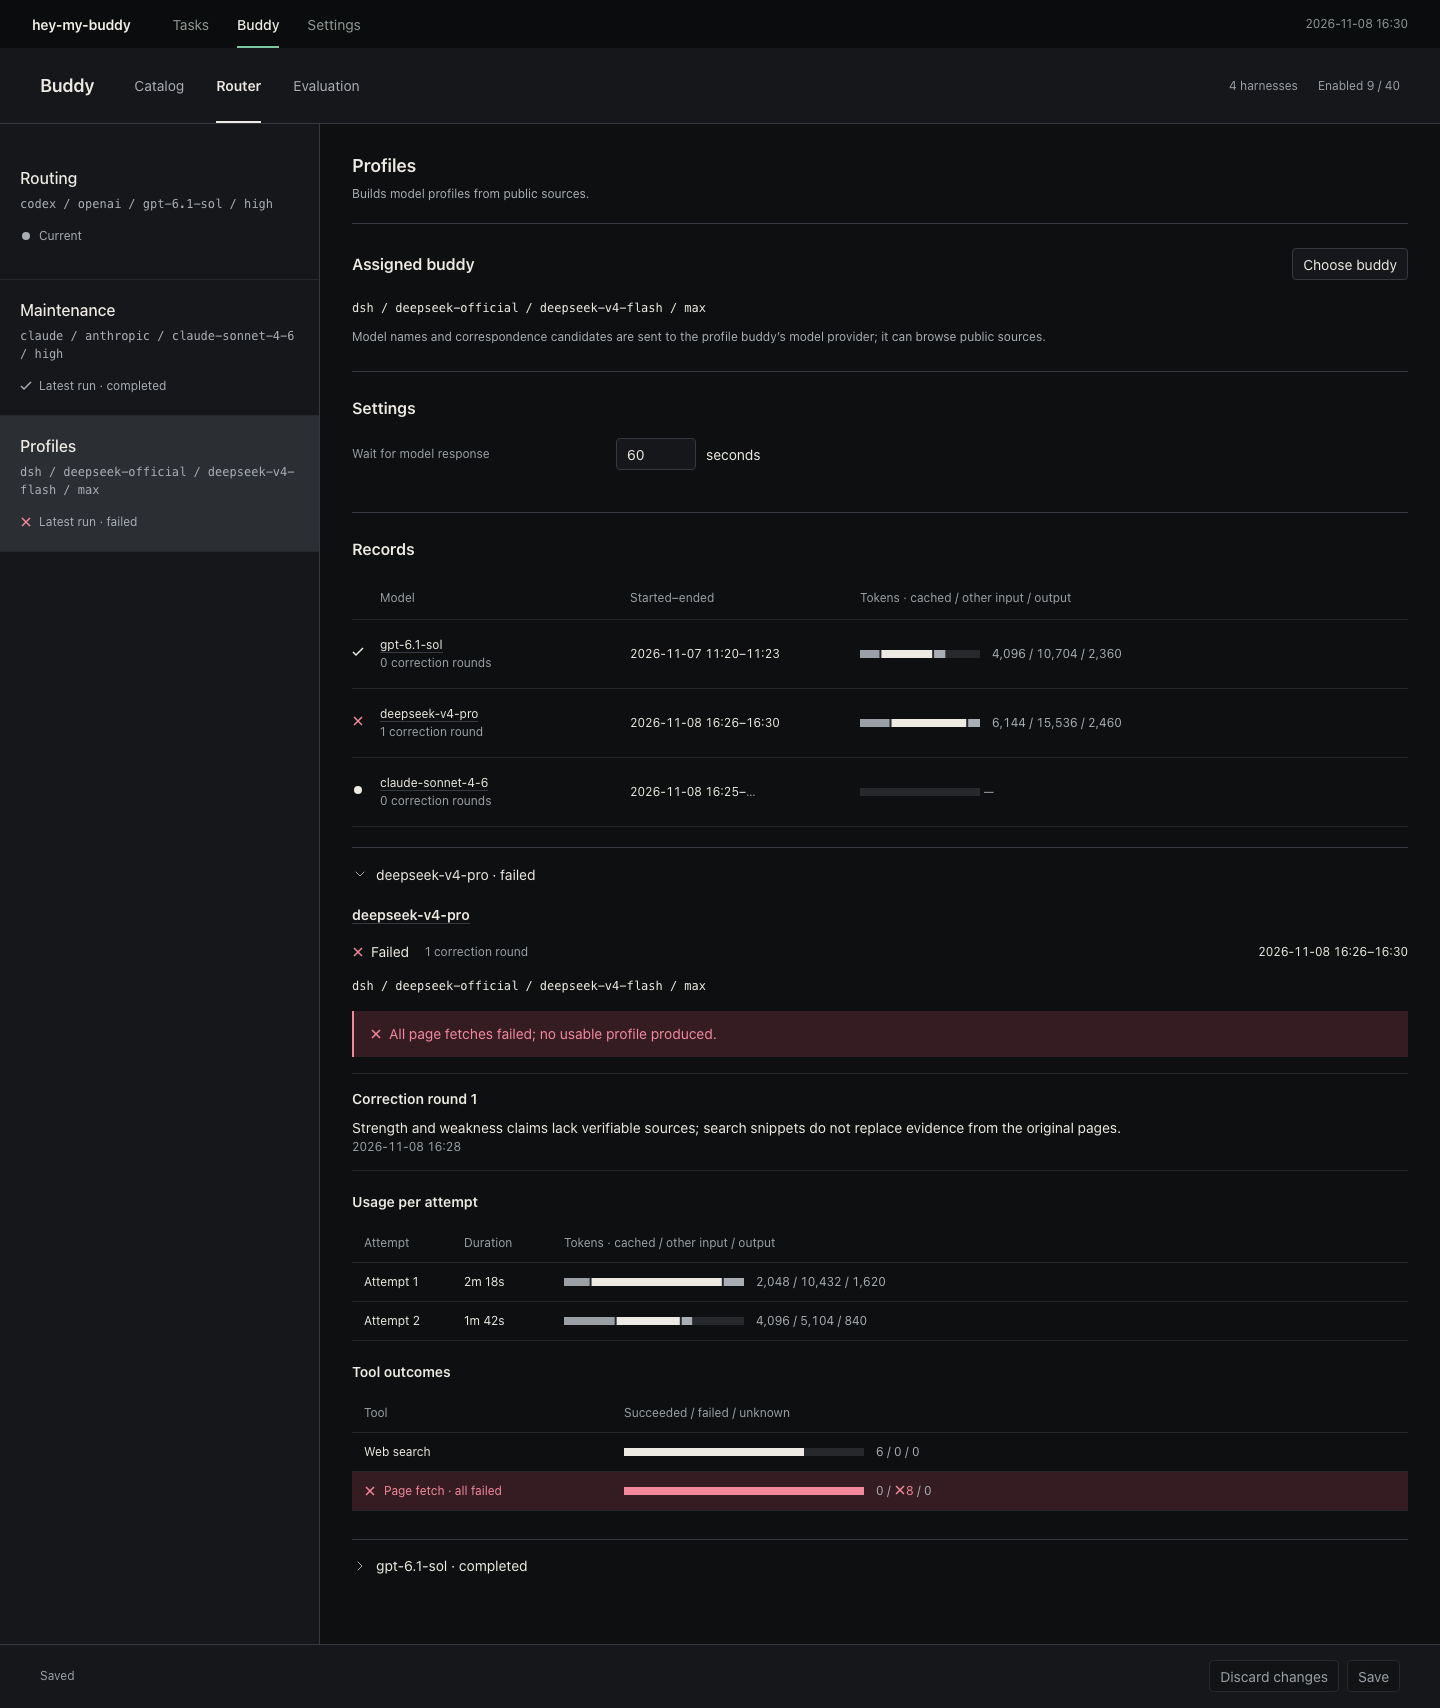 hey-my-buddy
Tasks
Buddy
Settings
2026-11-08 16:30
Buddy
Catalog
Router
Evaluation
4 harnesses
Enabled 9 / 40
Routing
codex / openai / gpt-6.1-sol / high
Current
Maintenance
claude / anthropic / claude-sonnet-4-6
/ high
Latest run · completed
Profiles
dsh / deepseek-official / deepseek-v4-
flash / max
Latest run · failed
Profiles
Builds model profiles from public sources.
Assigned buddy
Choose buddy
dsh / deepseek-official / deepseek-v4-flash / max
Model names and correspondence candidates are sent to the profile buddy's model provider; it can browse public sources.
Settings
Wait for model response
60
seconds
Records
Model
Started–ended
Tokens · cached / other input / output
gpt-6.1-sol
0 correction rounds
2026-11-07 11:20–11:23
4,096 / 10,704 / 2,360
deepseek-v4-pro
1 correction round
2026-11-08 16:26–16:30
6,144 / 15,536 / 2,460
claude-sonnet-4-6
0 correction rounds
2026-11-08 16:25–…
—
deepseek-v4-pro · failed
deepseek-v4-pro
Failed
1 correction round
2026-11-08 16:26–16:30
dsh / deepseek-official / deepseek-v4-flash / max
All page fetches failed; no usable profile produced.
Correction round 1
Strength and weakness claims lack verifiable sources; search snippets do not replace evidence from the original pages.
2026-11-08 16:28
Usage per attempt
Attempt
Duration
Tokens · cached / other input / output
Attempt 1
2m 18s
2,048 / 10,432 / 1,620
Attempt 2
1m 42s
4,096 / 5,104 / 840
Tool outcomes
Tool
Succeeded / failed / unknown
Web search
6 / 0 / 0
Page fetch · all failed
0 / ✕8 / 0
gpt-6.1-sol · completed
Saved
Discard changes
Save